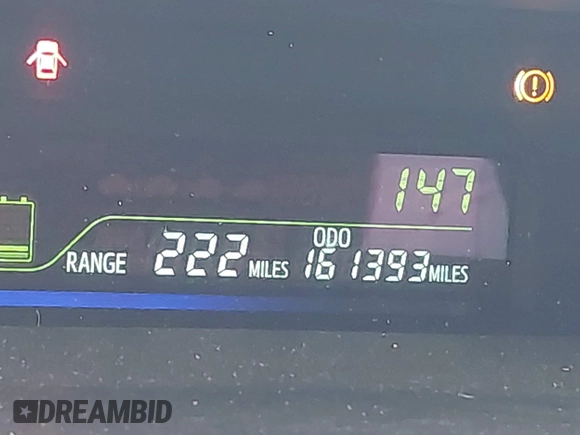 147
ODO
RANGE 222 MILES 161393 MILES
DREAMBID